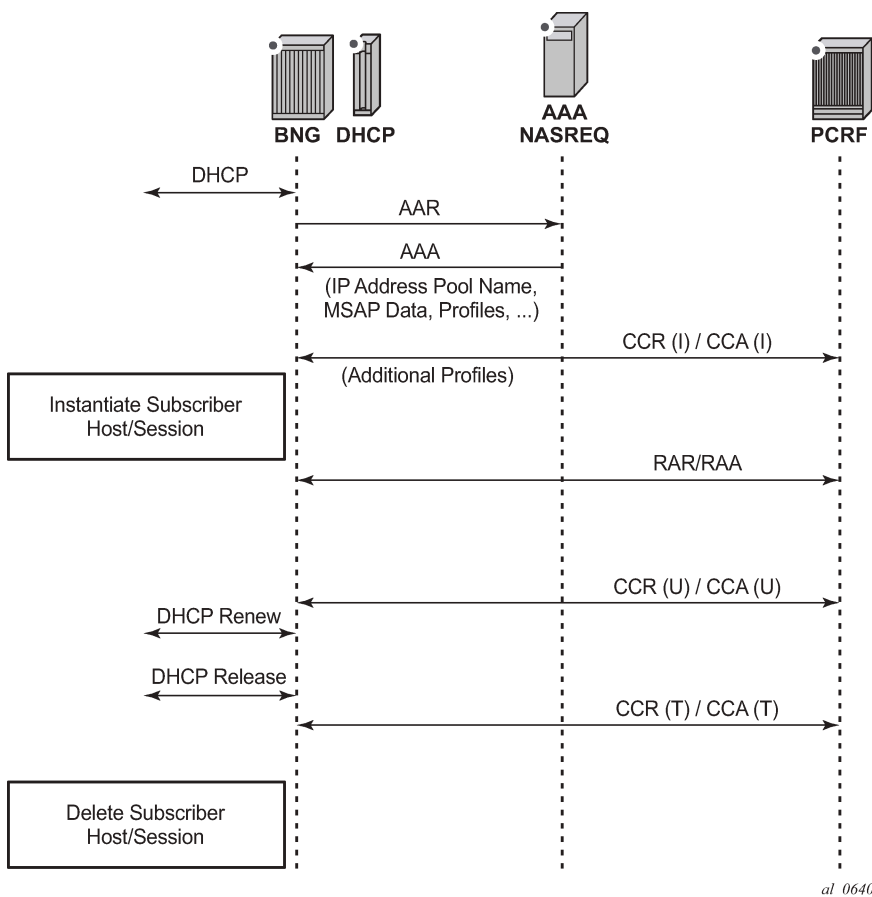 BNG DHCP
AAA
NASREQ
PCRF
DHCP
AAR
AAA
(IP Address Pool Name,
MSAP Data, Profiles, ...)
CCR (I) / CCA (I)
(Additional Profiles)
Instantiate Subscriber
Host/Session
RAR/RAA
CCR (U) / CCA (U)
DHCP Renew
DHCP Release
CCR (T) / CCA (T)
Delete Subscriber
Host/Session
al_0640